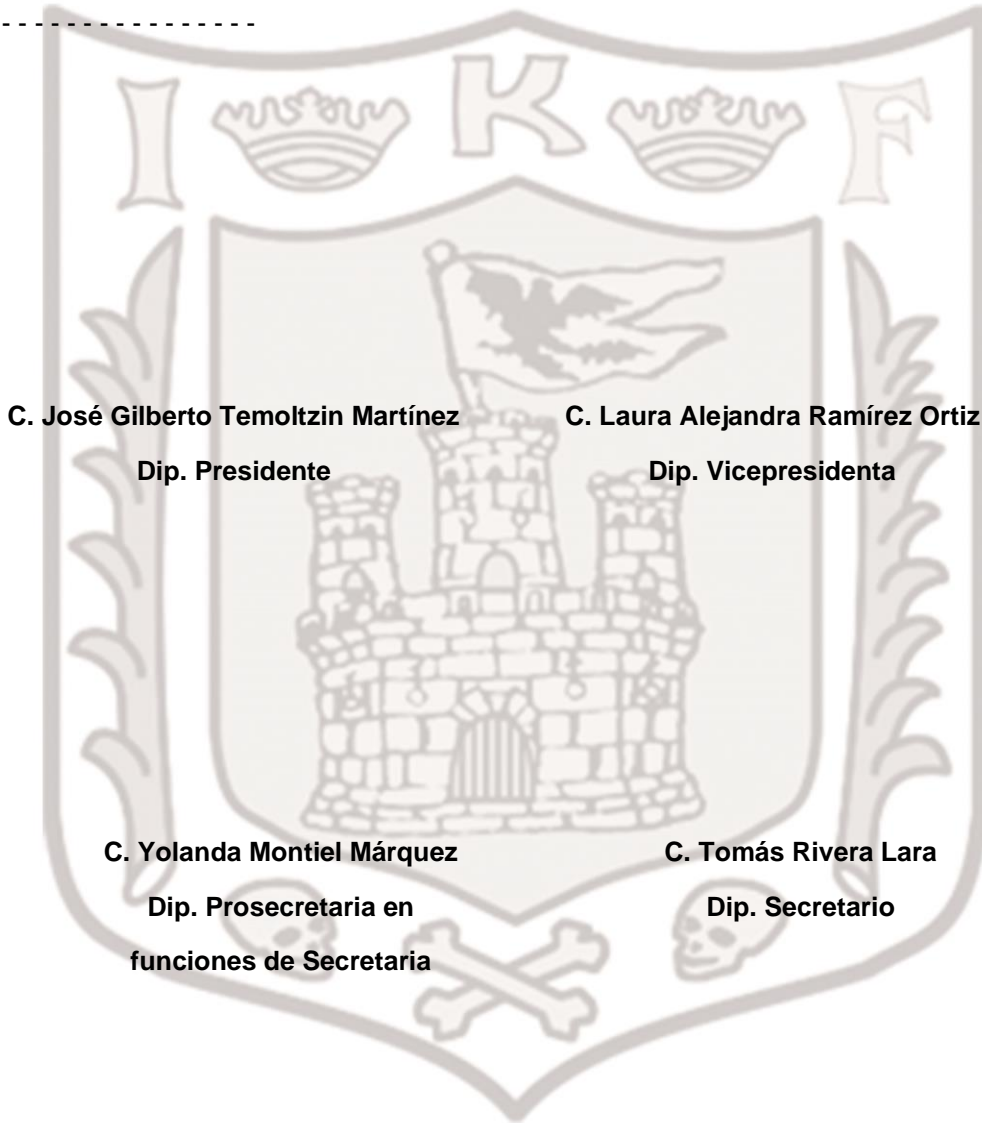 - - - - - - - - - - - - - - - -
I K F
C. José Gilberto Temoltzin Martínez
Dip. Presidente
C. Laura Alejandra Ramírez Ortiz
Dip. Vicepresidenta
C. Yolanda Montiel Márquez
Dip. Prosecretaria en
funciones de Secretaria
C. Tomás Rivera Lara
Dip. Secretario